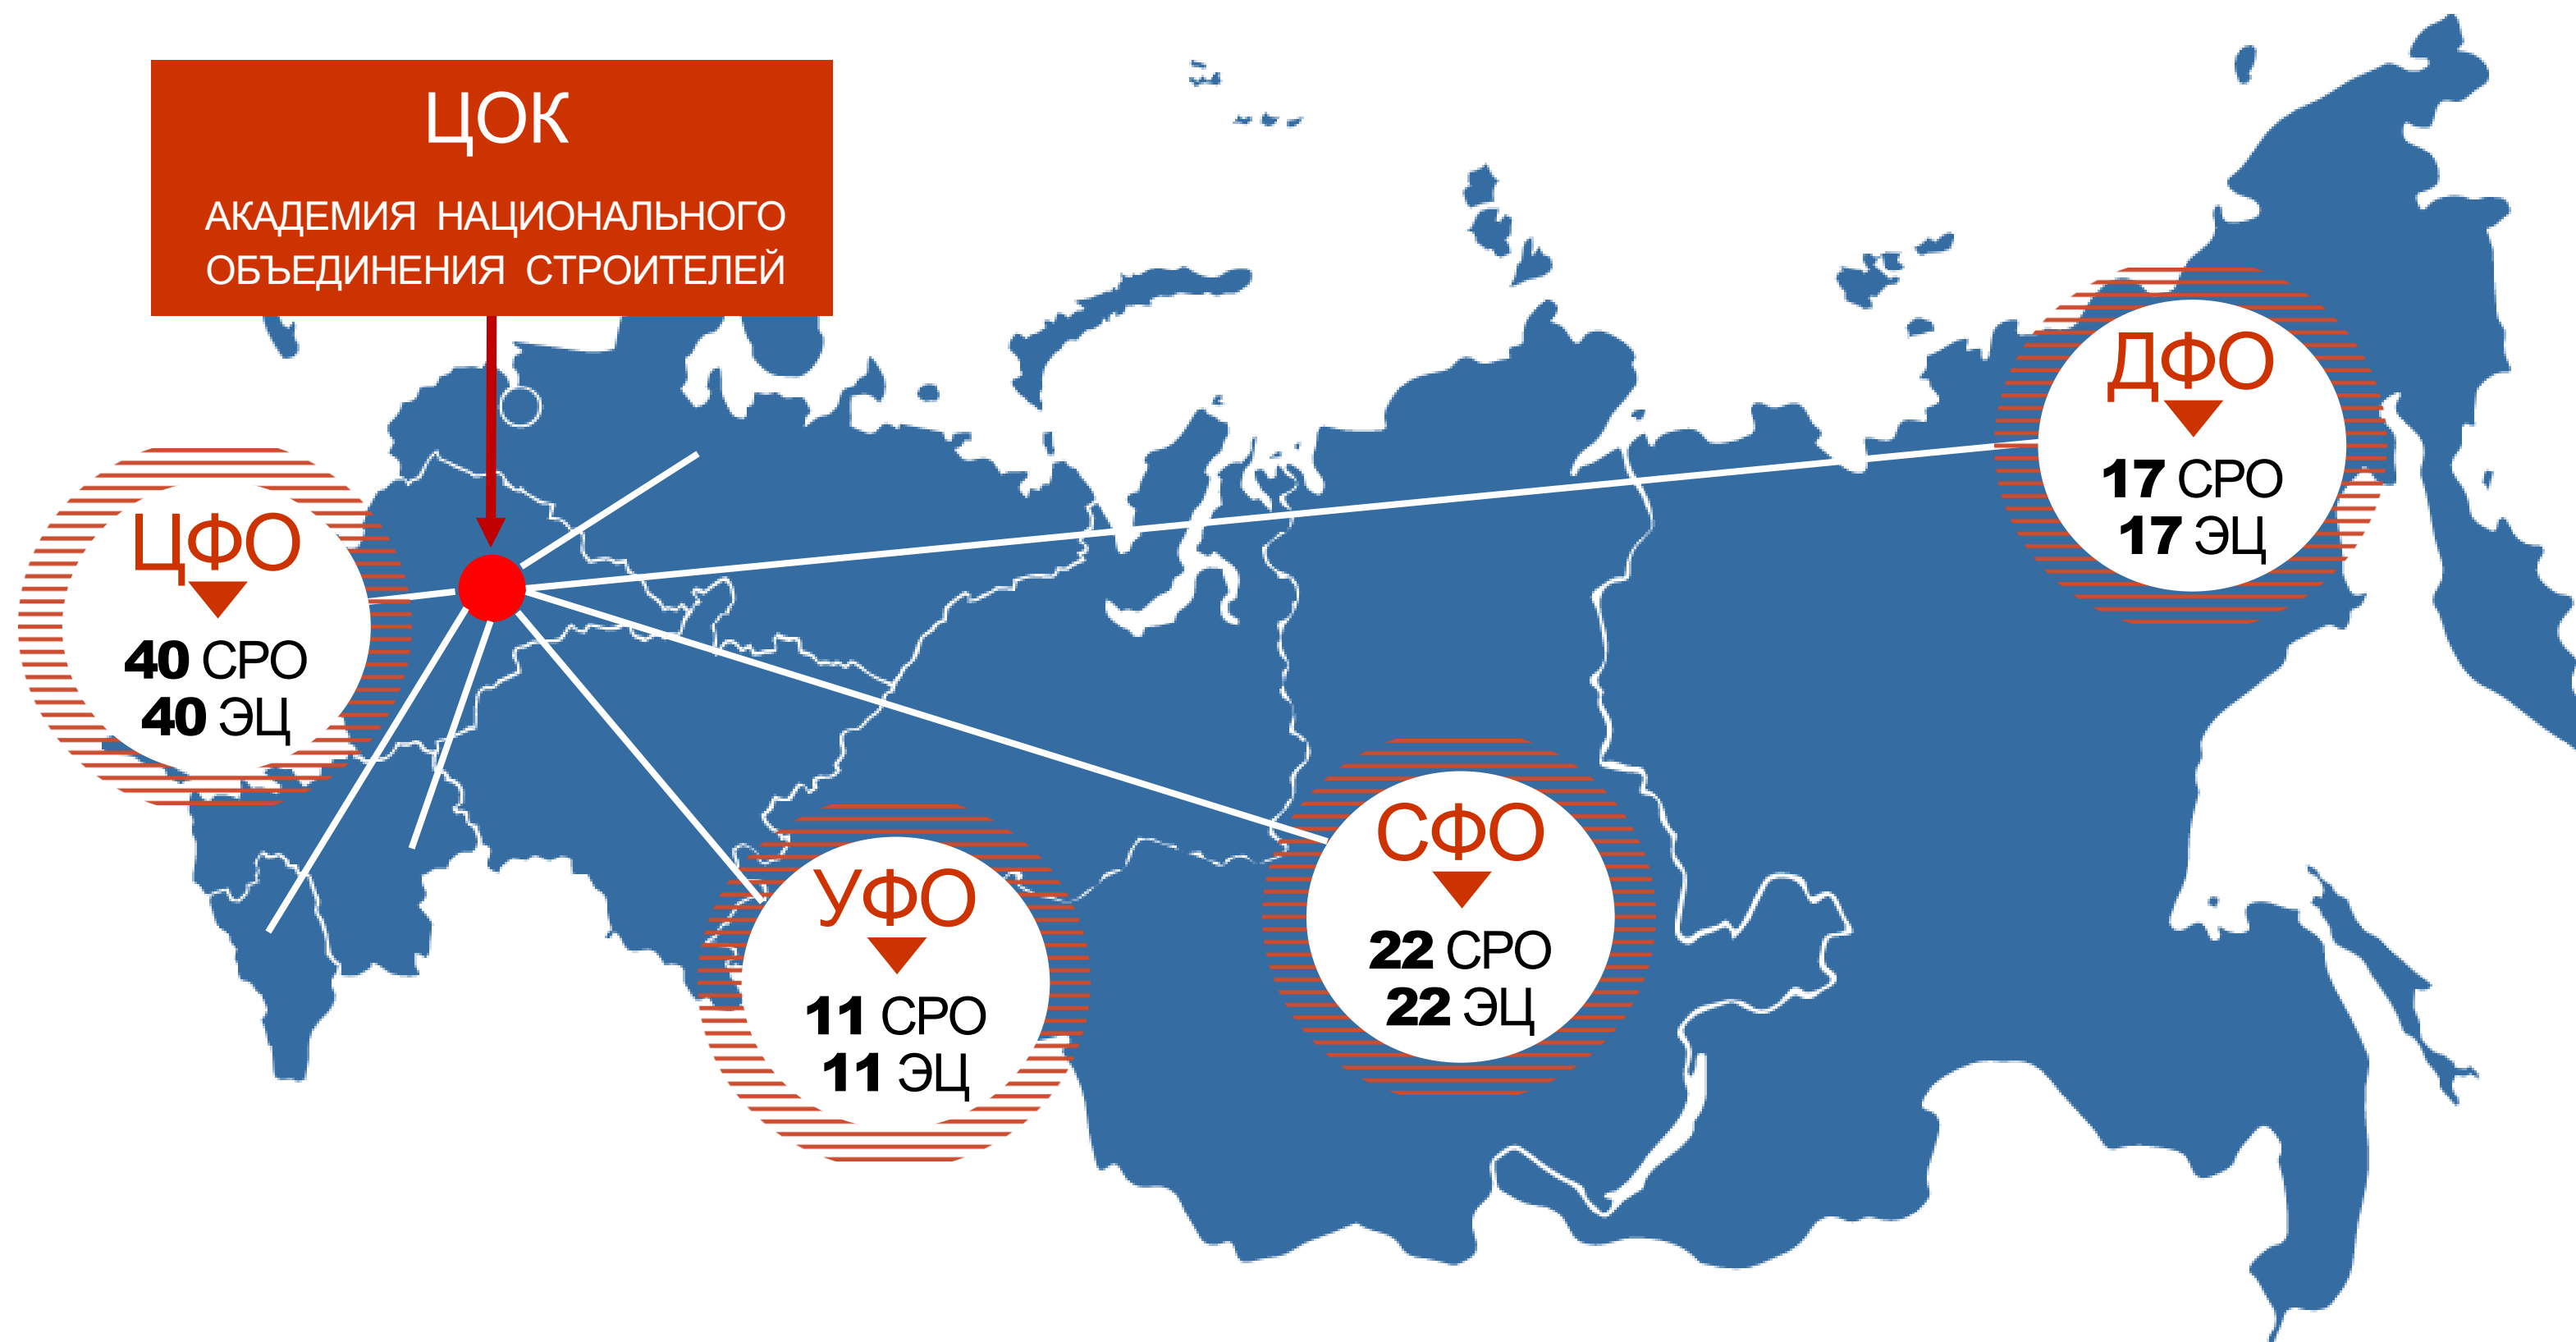 ЦОК
АКАДЕМИЯ НАЦИОНАЛЬНОГО
ОБЪЕДИНЕНИЯ СТРОИТЕЛЕЙ
ЦФО
40 СРО
40 ЭЦ
УФО
11 СРО
11 ЭЦ
СФО
22 СРО
22 ЭЦ
ДФО
17 СРО
17 ЭЦ